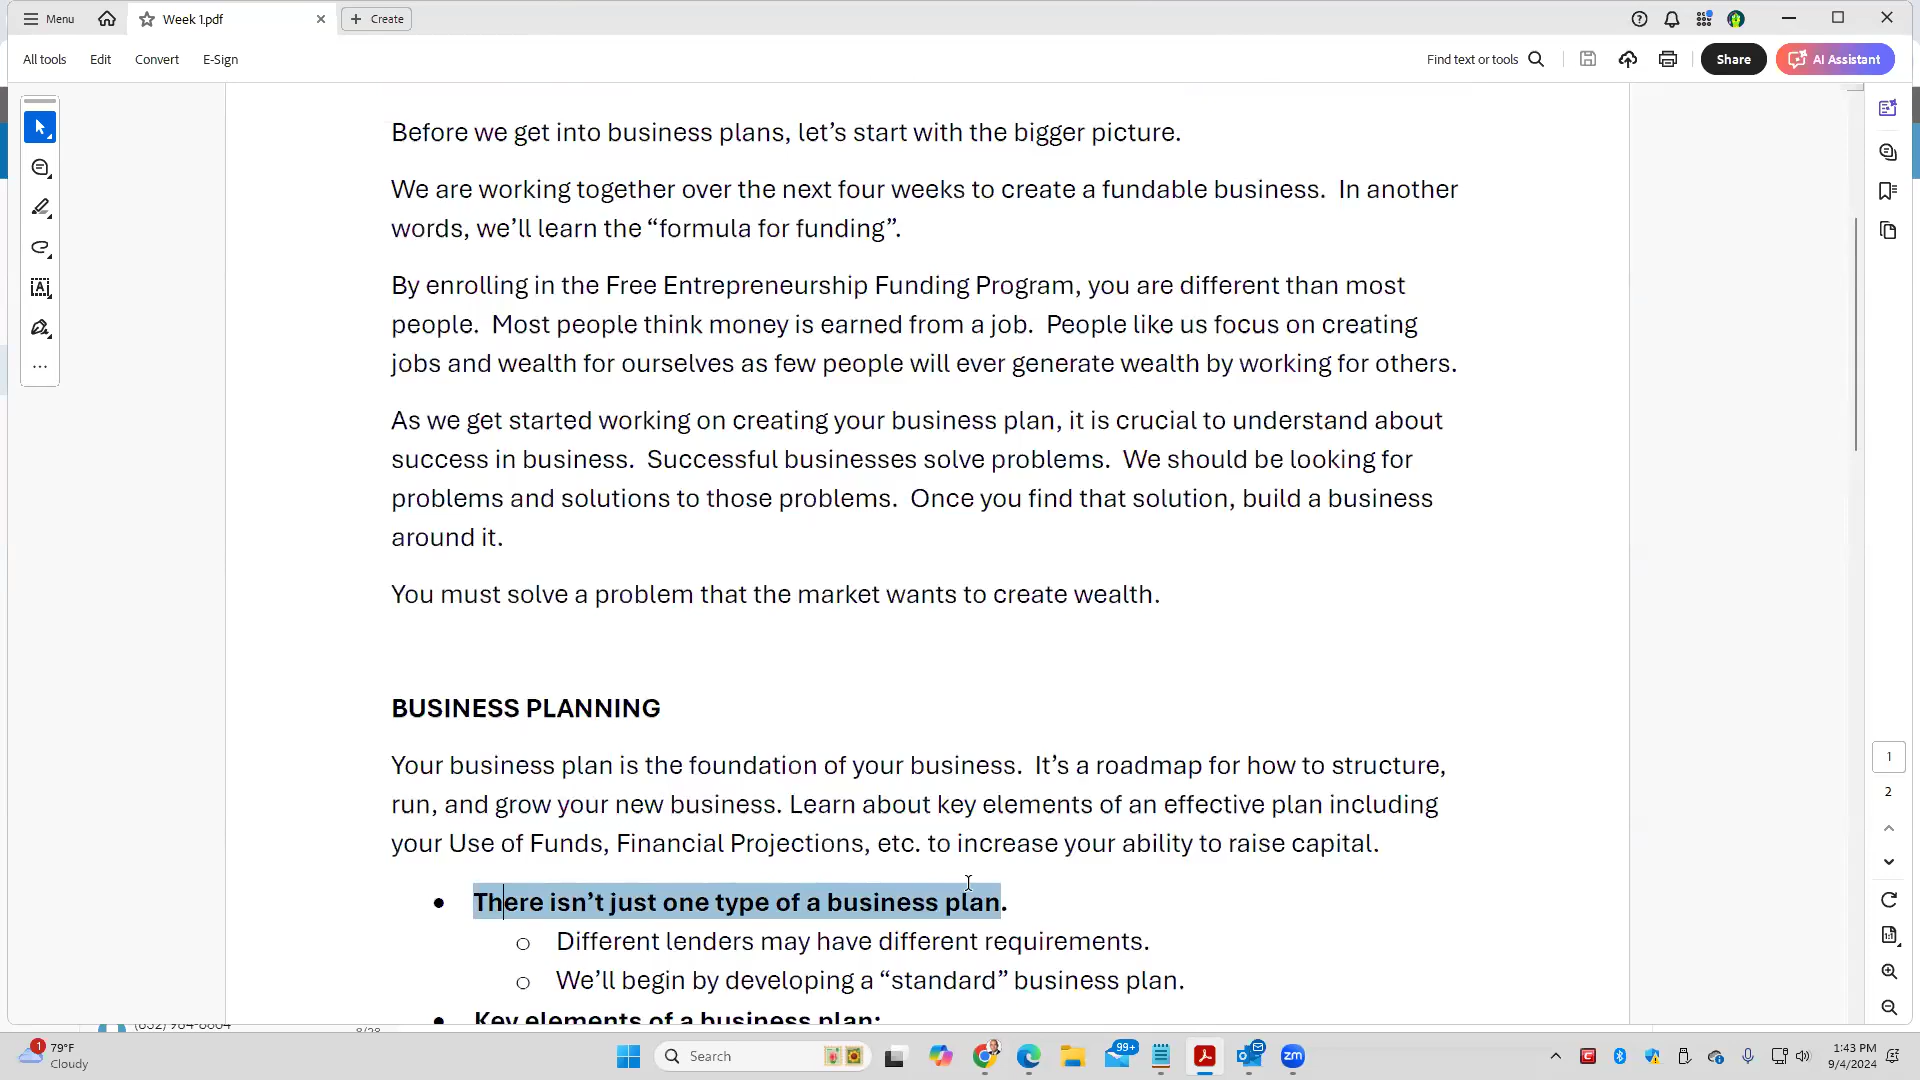 Menu
Week 1.pdf
Create
All tools
Edit
Convert
E-Sign
Find text or tools
Share
AI Assistant
Before we get into business plans, let’s start with the bigger picture.
We are working together over the next four weeks to create a fundable business.  In another
words, we’ll learn the “formula for funding”.
By enrolling in the Free Entrepreneurship Funding Program, you are different than most
people.  Most people think money is earned from a job.  People like us focus on creating
jobs and wealth for ourselves as few people will ever generate wealth by working for others.
As we get started working on creating your business plan, it is crucial to understand about
success in business.  Successful businesses solve problems.  We should be looking for
problems and solutions to those problems.  Once you find that solution, build a business
around it.
You must solve a problem that the market wants to create wealth.
BUSINESS PLANNING
Your business plan is the foundation of your business.  It’s a roadmap for how to structure,
run, and grow your new business. Learn about key elements of an effective plan including
your Use of Funds, Financial Projections, etc. to increase your ability to raise capital.
• There isn’t just one type of a business plan.
o Different lenders may have different requirements.
o We’ll begin by developing a “standard” business plan.
• Key elements of a business plan:
1
2
1
79°F
Cloudy
Search
99+
zm
1:43 PM
9/4/2024